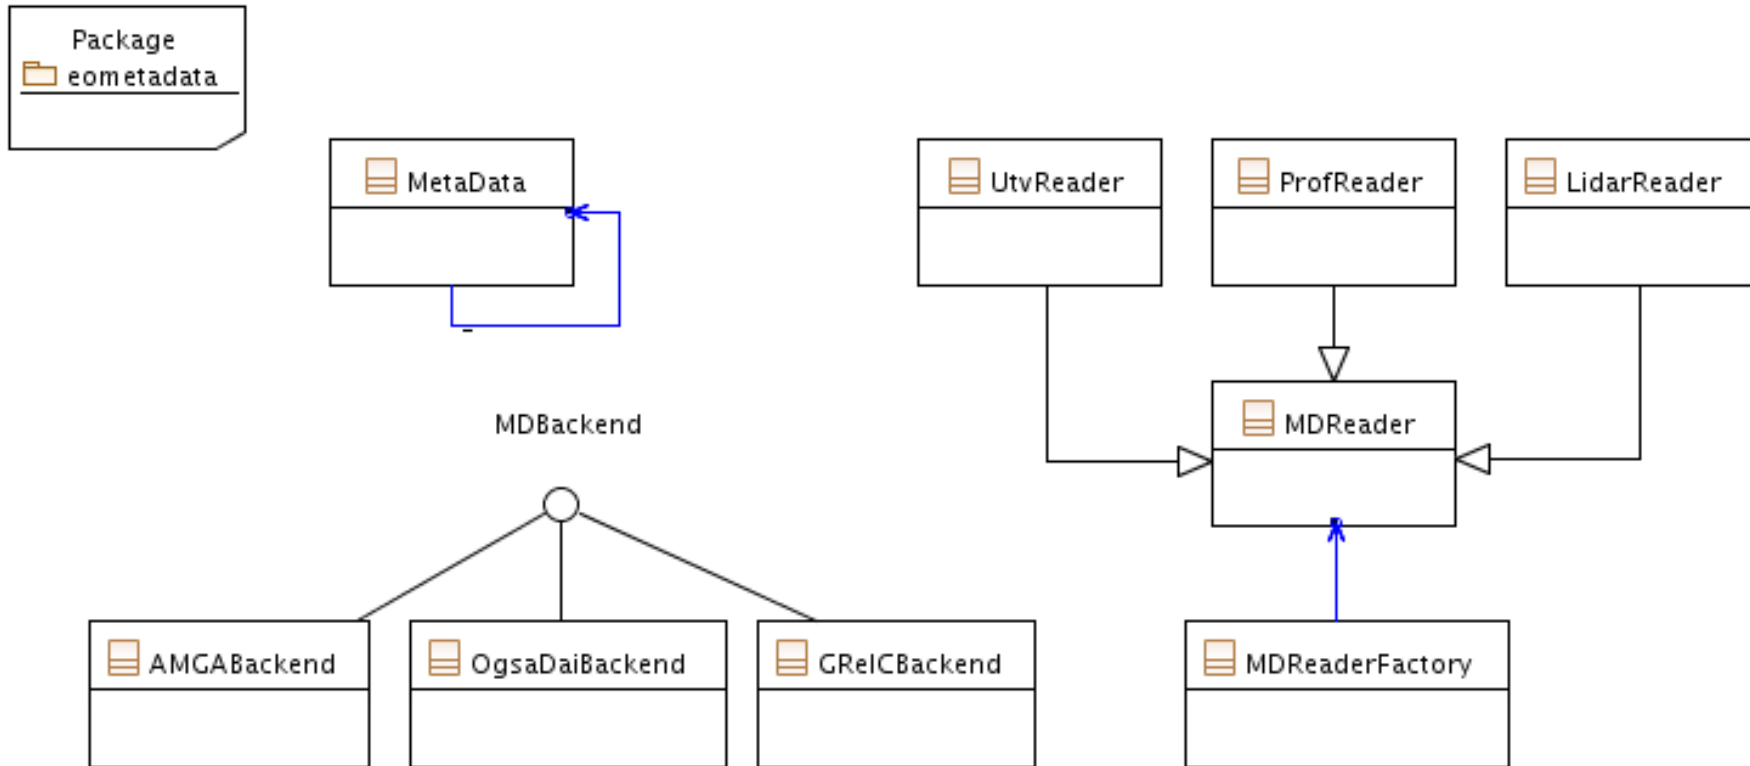 Package
eometadata
MetaData
UtvReader
ProfReader
LidarReader
-
MDBackend
MDReader
AMGABackend
OgsaDaiBackend
GRelCBackend
MDReaderFactory